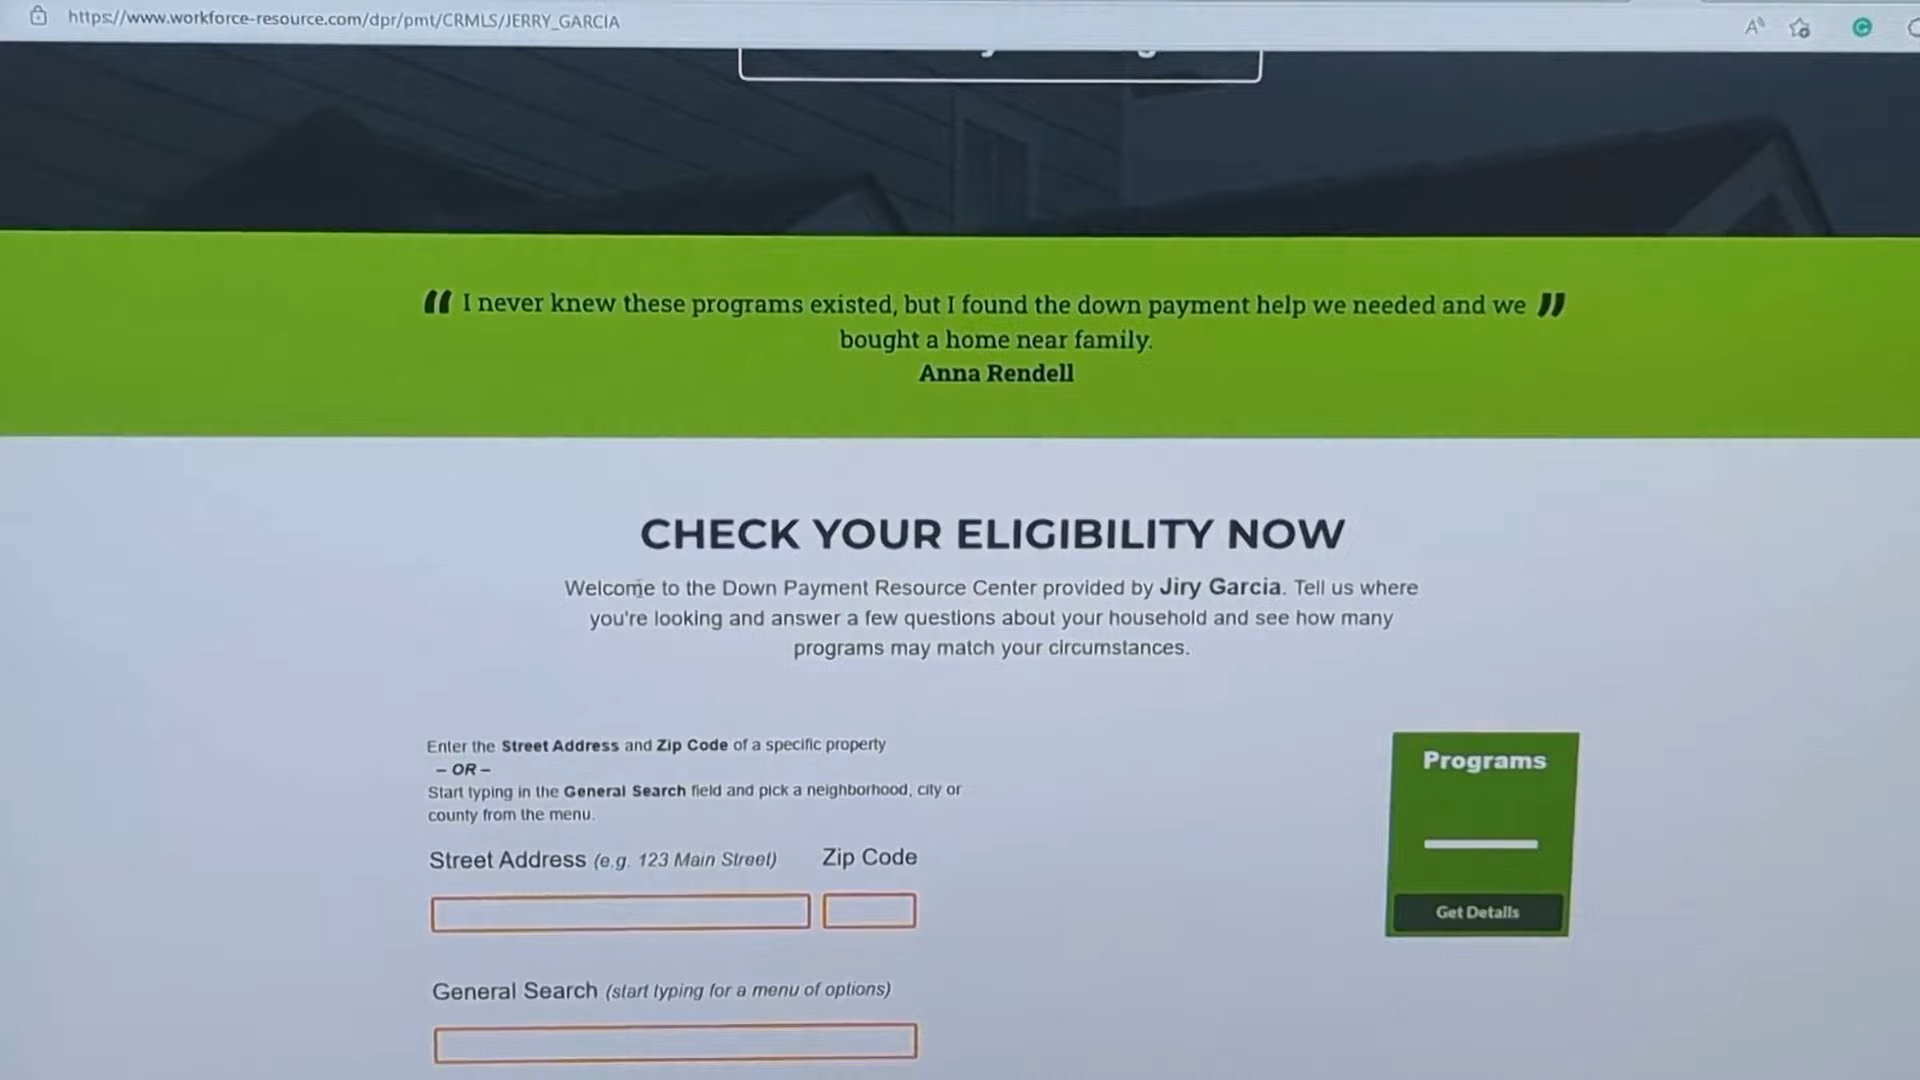 https://www.workforce-resource.com/dpr/pmt/CRMLS/JERRY_GARCIA
“ I never knew these programs existed, but I found the down payment help we needed and we ”
bought a home near family.
Anna Rendell
CHECK YOUR ELIGIBILITY NOW
Welcome to the Down Payment Resource Center provided by Jiry Garcia. Tell us where
you're looking and answer a few questions about your household and see how many
programs may match your circumstances.
Enter the Street Address and Zip Code of a specific property
– OR –
Start typing in the General Search field and pick a neighborhood, city or
county from the menu.
Street Address (e.g. 123 Main Street) Zip Code
General Search (start typing for a menu of options)
Programs
Get Details